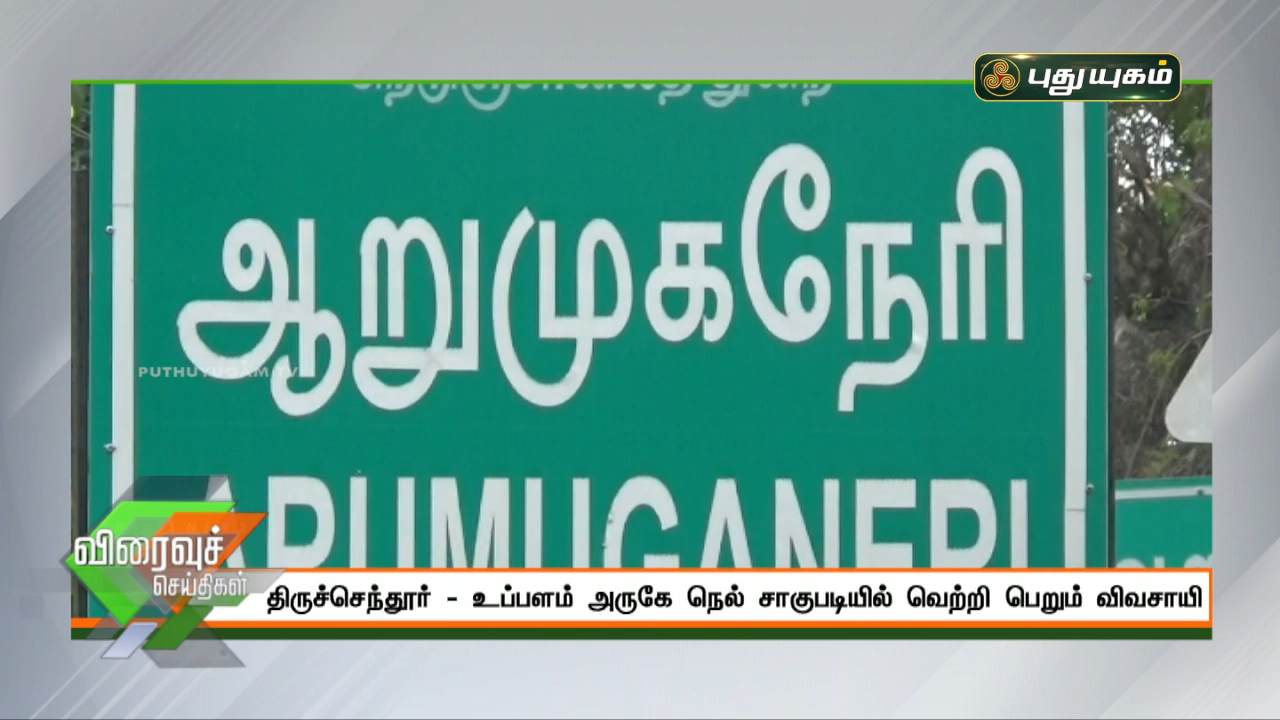 புதுயுகம்
ஆறுமுகநேரி
PUTHUYUGAM TV
ARUMUGANERI
விரைவுச்
செய்திகள்
திருச்செந்தூர் - உப்பளம் அருகே நெல் சாகுபடியில் வெற்றி பெறும் விவசாயி